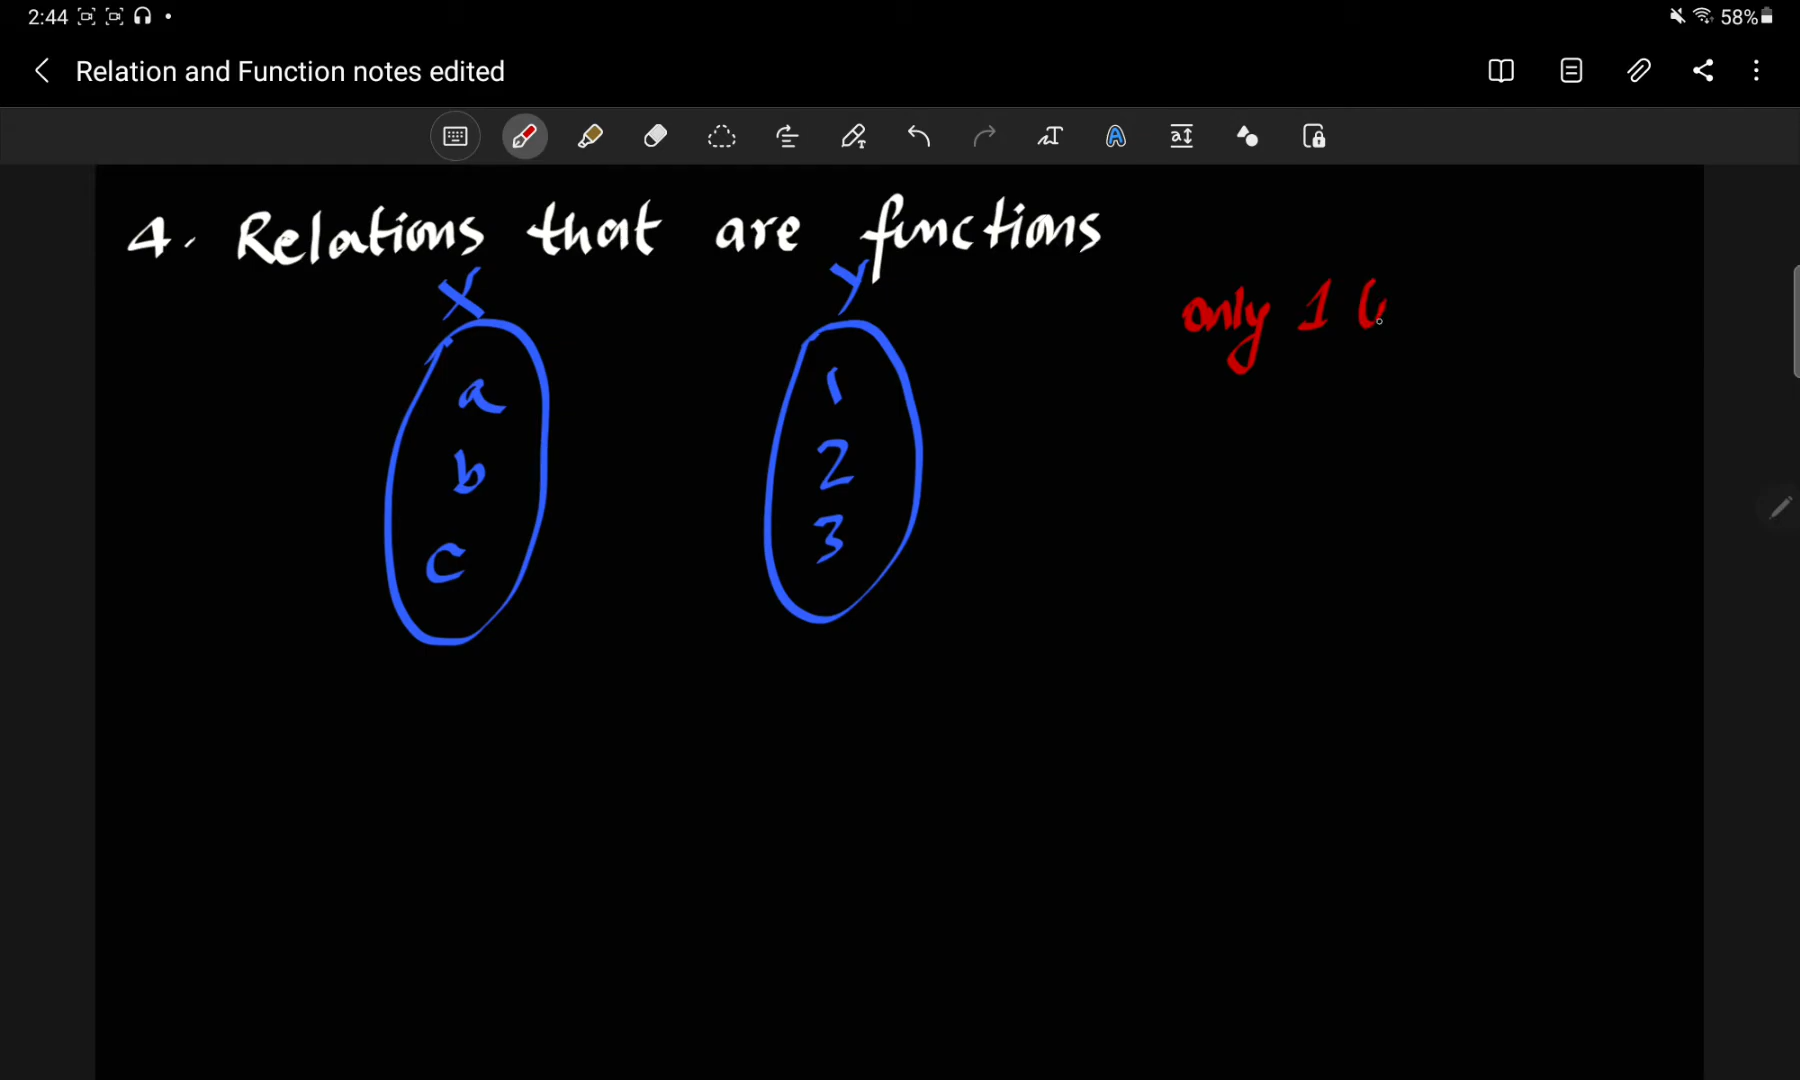 2:44 58%
Relation and Function notes edited
4. Relations that are functions
X Y
only 1
a 1
b 2
c 3